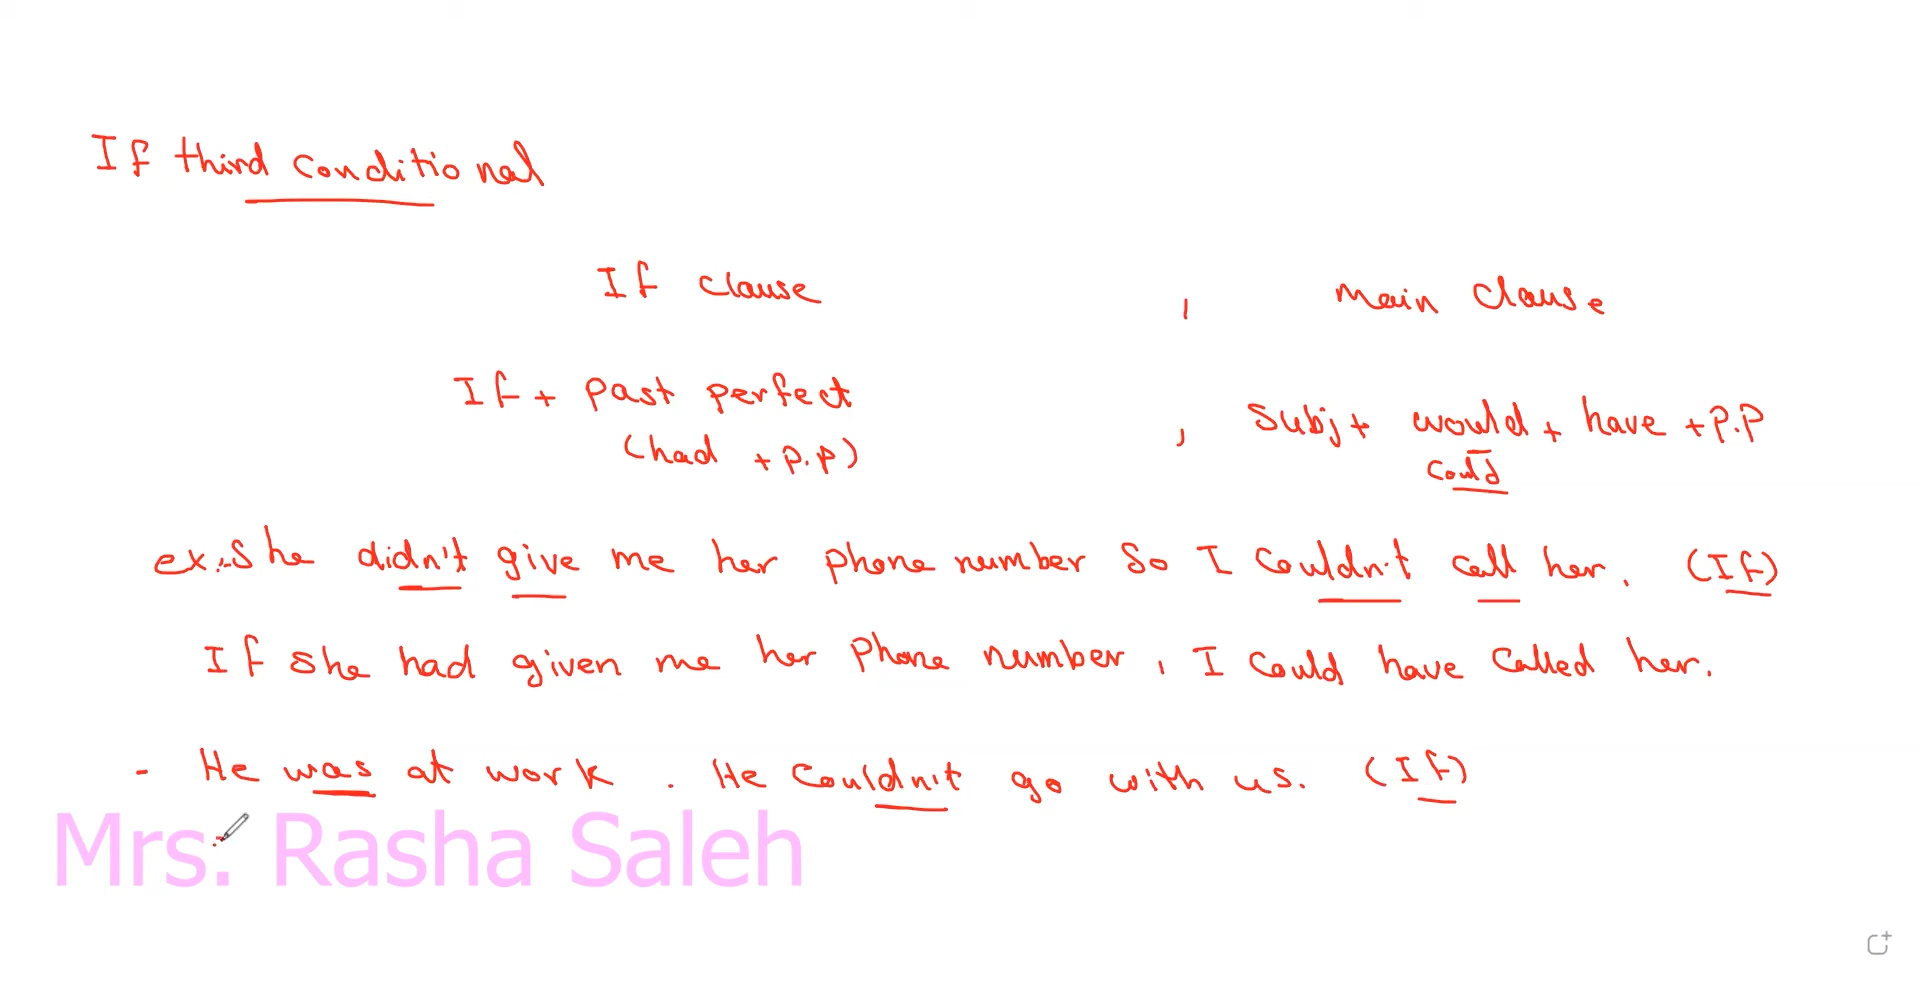 If third conditional
If clause , main clause
If + past perfect , subj + would + have + p.p
(had + p.p) could
ex:- She didn't give me her phone number so I couldn't call her. (If)
If she had given me her phone number, I could have called her.
- He was at work. He couldn't go with us. (If)
Mrs. Rasha Saleh